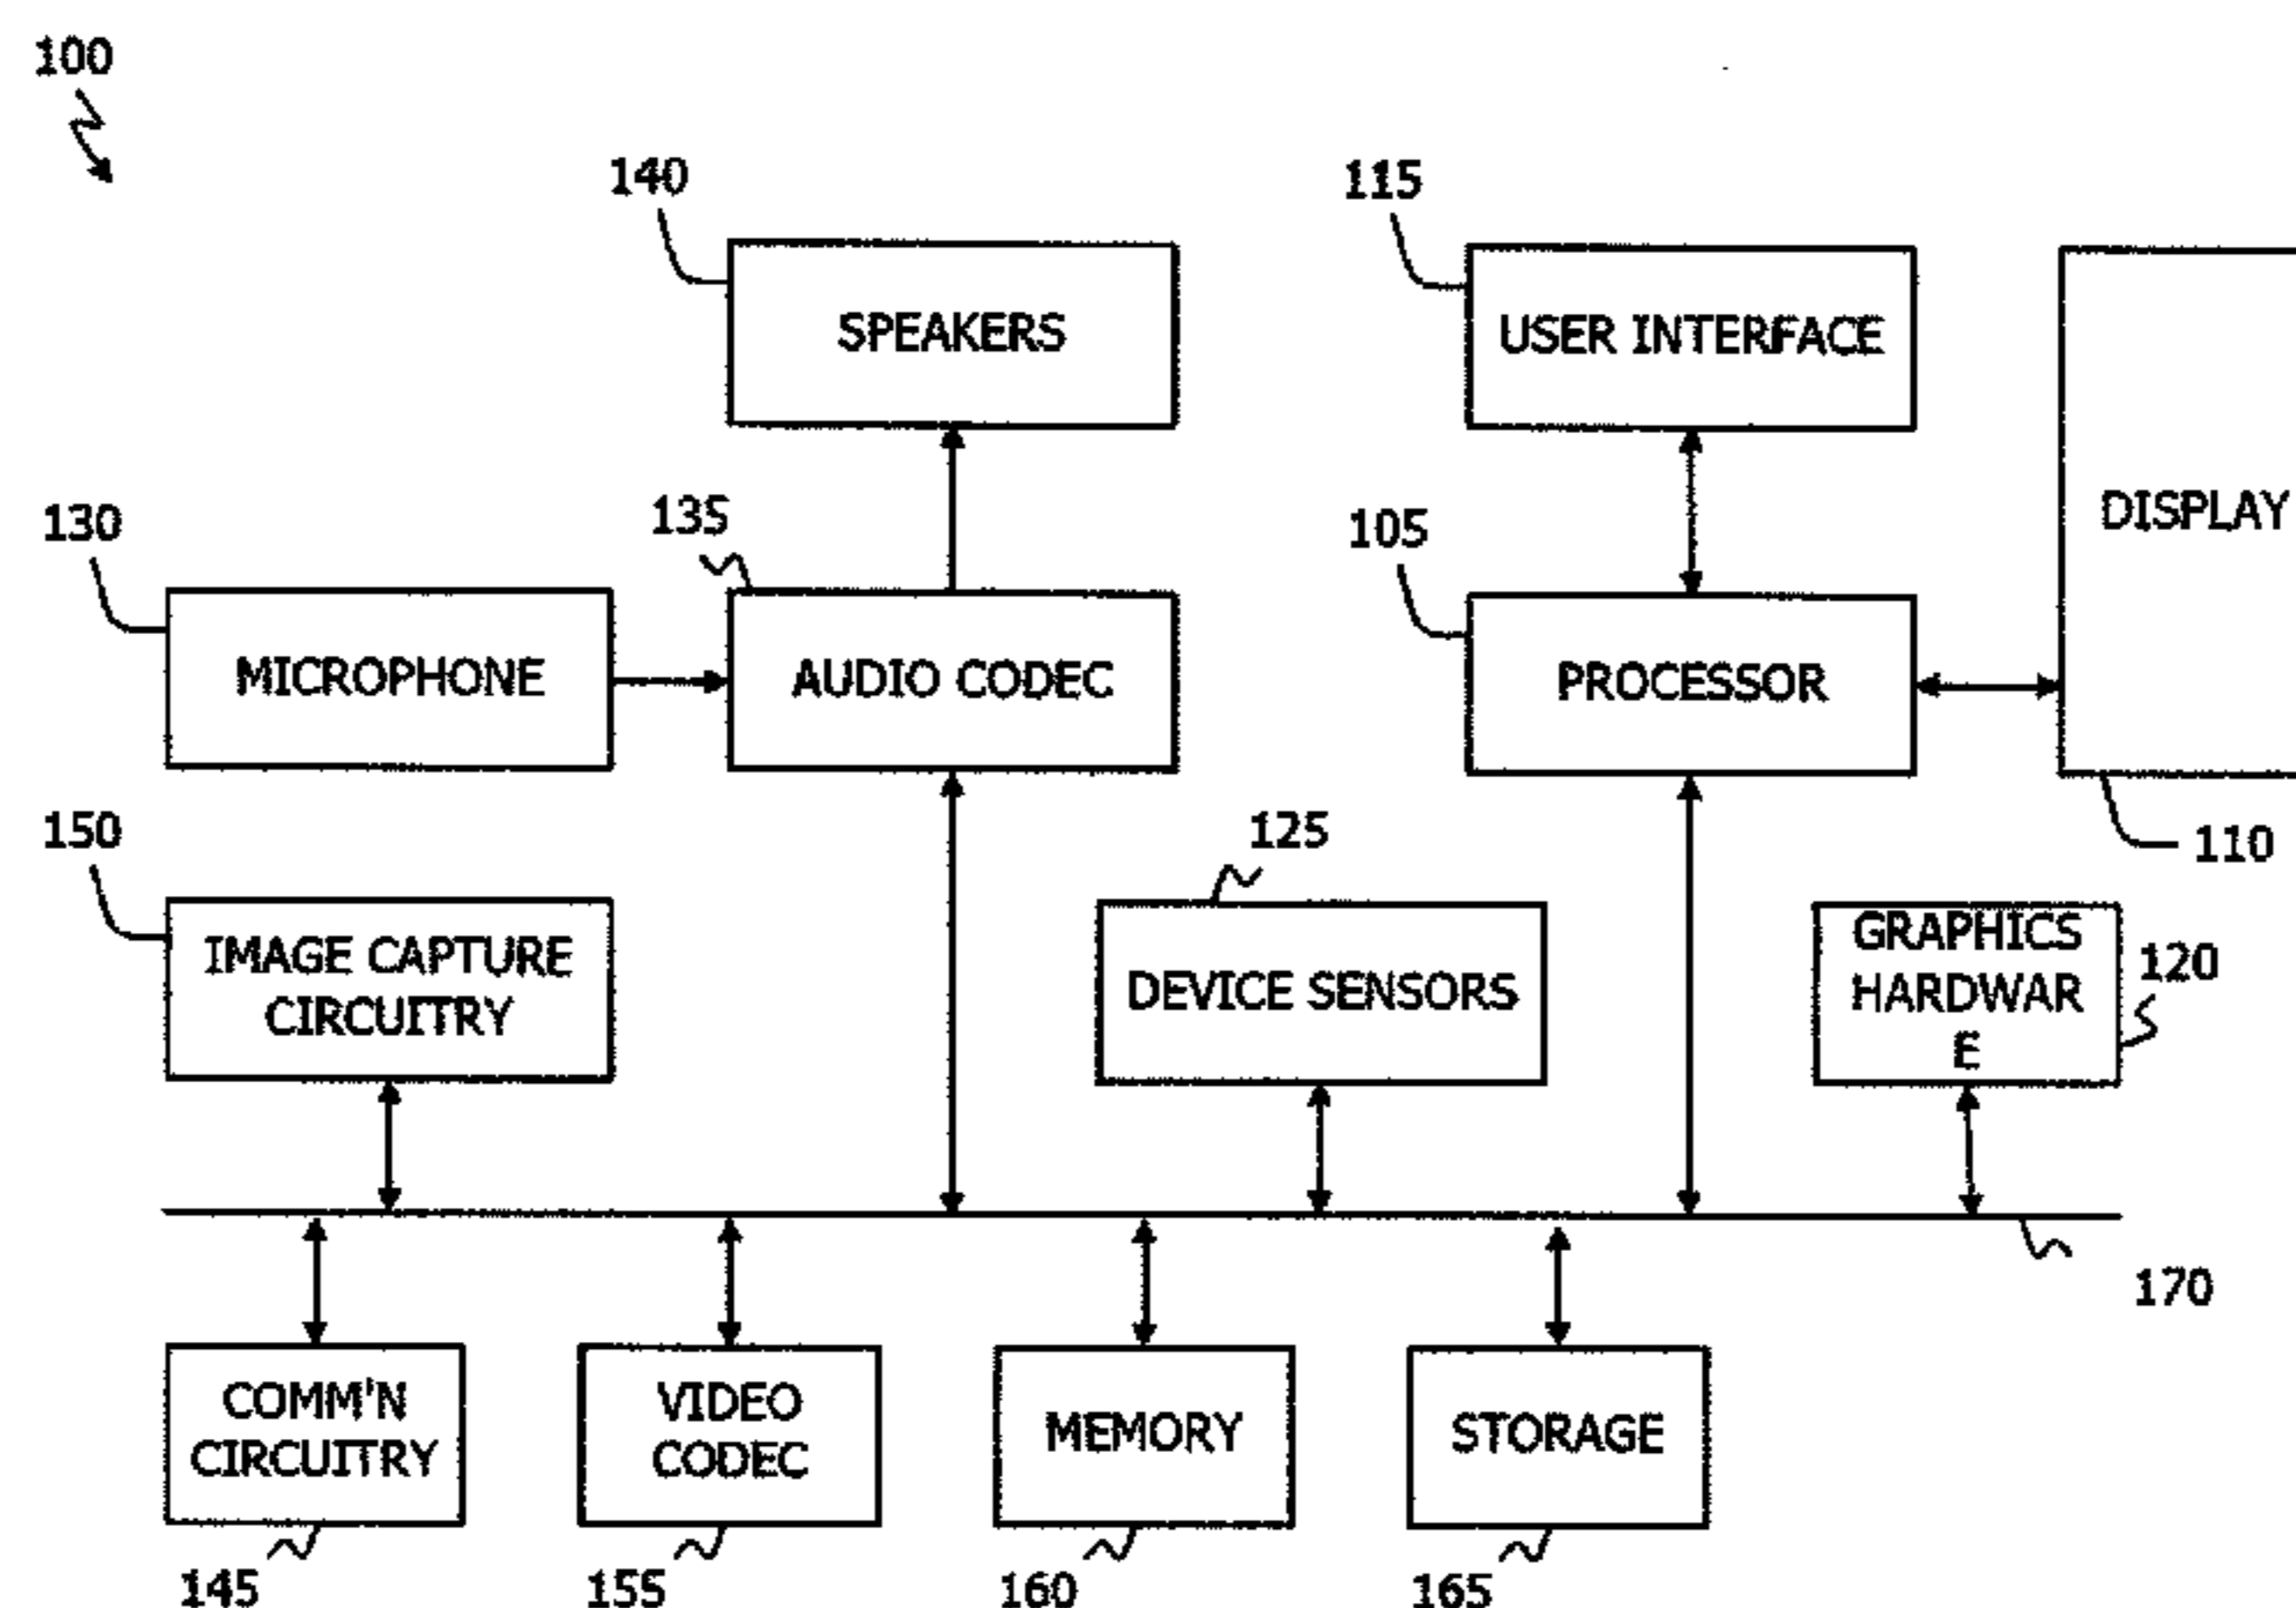 100
140
115
SPEAKERS
USER INTERFACE
DISPLAY
130
135
105
MICROPHONE
AUDIO CODEC
PROCESSOR
150
125
110
IMAGE CAPTURE
CIRCUITRY
DEVICE SENSORS
GRAPHICS
HARDWAR
E
120
170
COMM'N
CIRCUITRY
VIDEO
CODEC
MEMORY
STORAGE
145
155
160
165